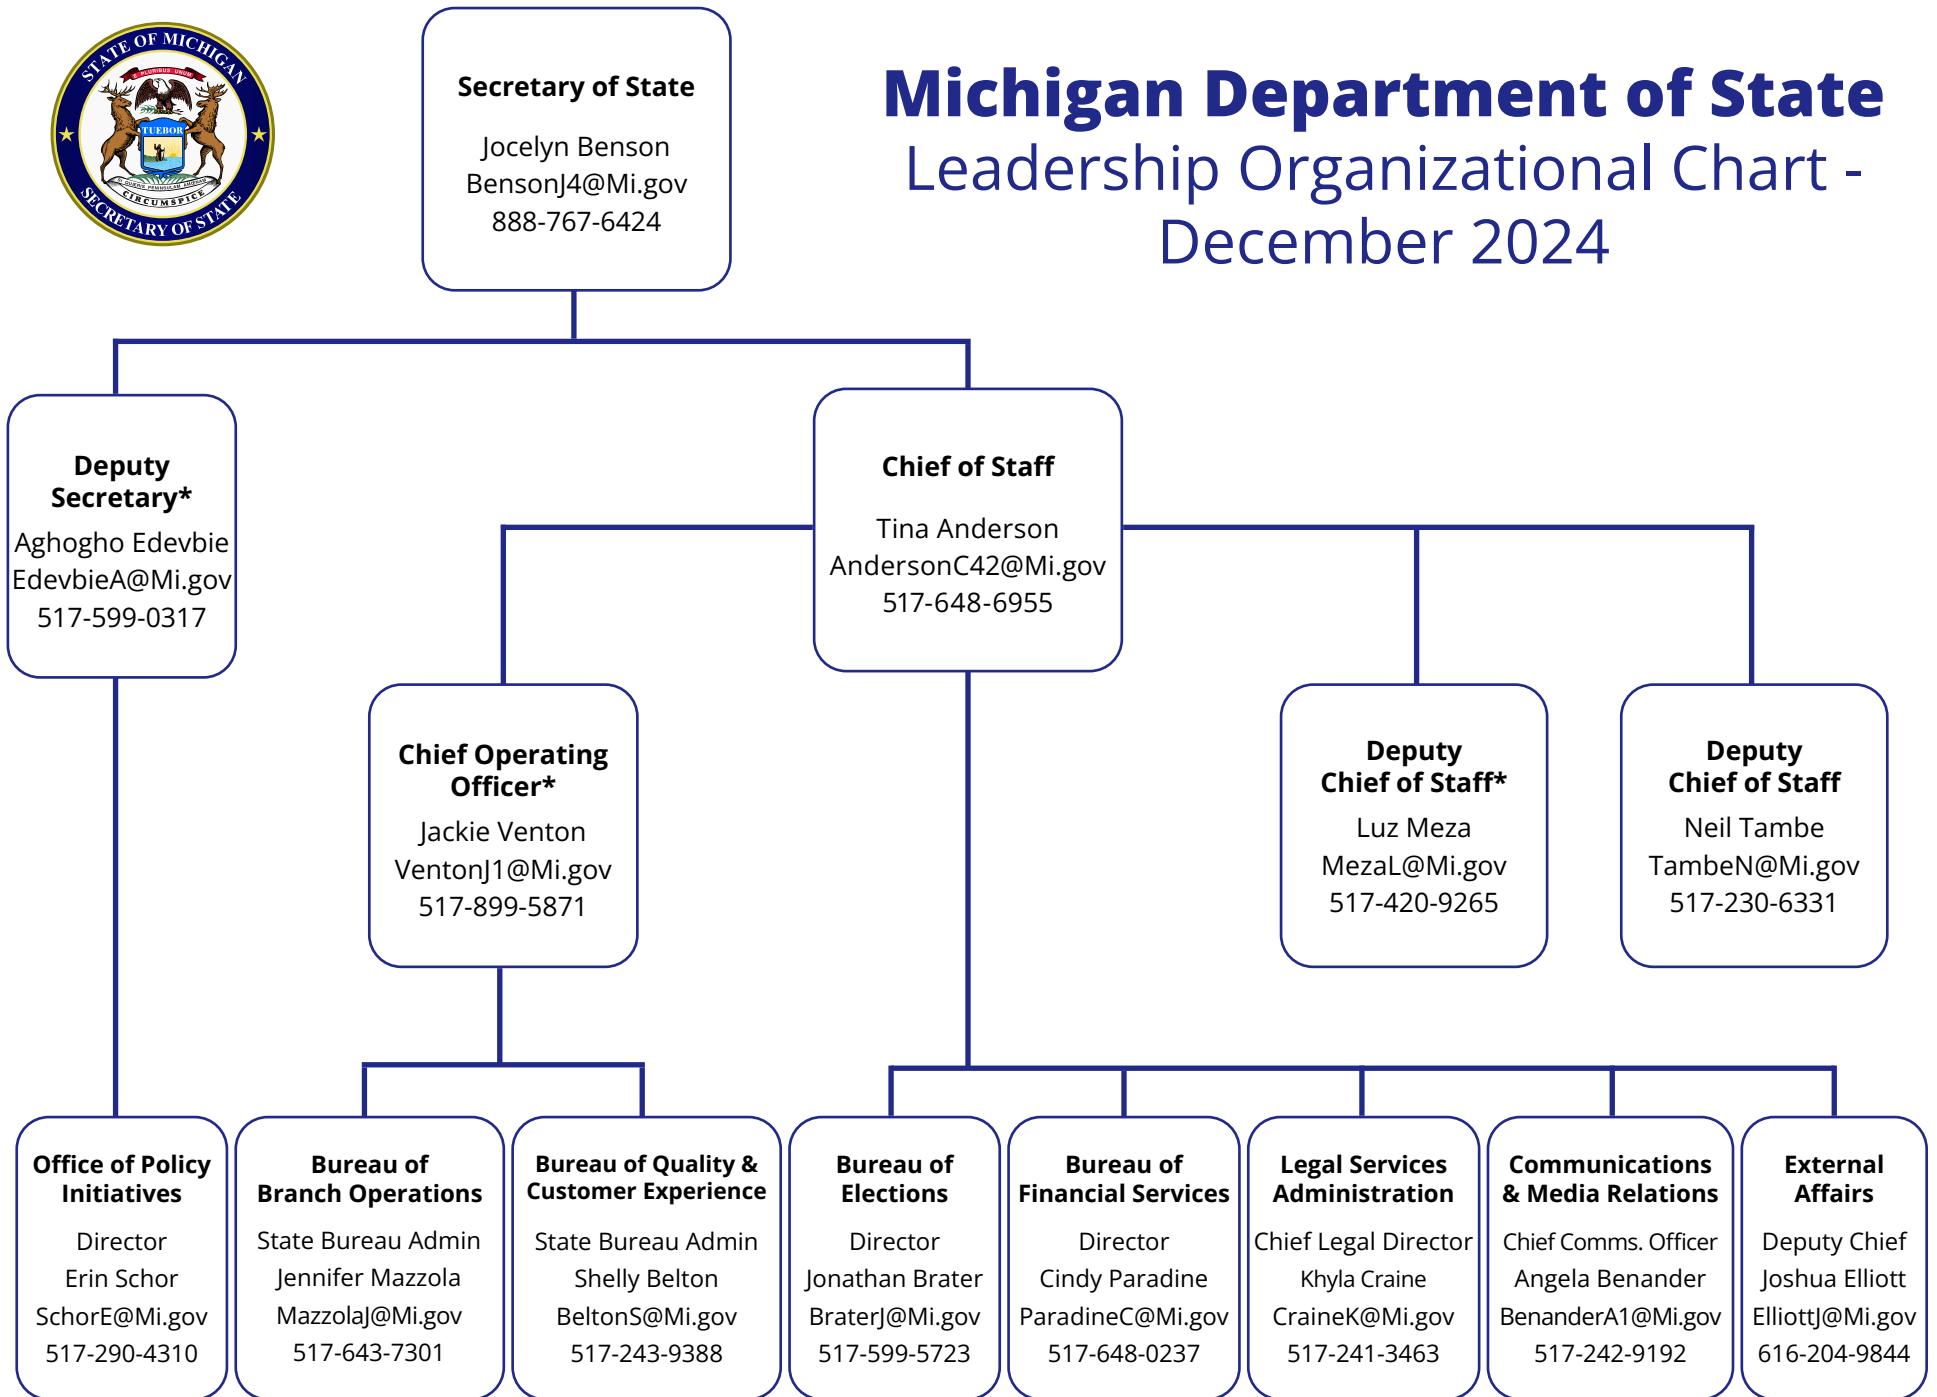 STATE OF MICHIGAN
E PLURIBUS UNUM
TUEBOR
CIRCUMSPICE
SECRETARY OF STATE
Secretary of State
Jocelyn Benson
BensonJ4@Mi.gov
888-767-6424
Michigan Department of State
Leadership Organizational Chart -
December 2024
Deputy
Secretary*
Aghogho Edevbie
EdevbieA@Mi.gov
517-599-0317
Chief of Staff
Tina Anderson
AndersonC42@Mi.gov
517-648-6955
Chief Operating
Officer*
Jackie Venton
VentonJ1@Mi.gov
517-899-5871
Deputy
Chief of Staff*
Luz Meza
MezaL@Mi.gov
517-420-9265
Deputy
Chief of Staff
Neil Tambe
TambeN@Mi.gov
517-230-6331
Office of Policy
Initiatives
Director
Erin Schor
SchorE@Mi.gov
517-290-4310
Bureau of
Branch Operations
State Bureau Admin
Jennifer Mazzola
MazzolaJ@Mi.gov
517-643-7301
Bureau of Quality &
Customer Experience
State Bureau Admin
Shelly Belton
BeltonS@Mi.gov
517-243-9388
Bureau of
Elections
Director
Jonathan Brater
BraterJ@Mi.gov
517-599-5723
Bureau of
Financial Services
Director
Cindy Paradine
ParadineC@Mi.gov
517-648-0237
Legal Services
Administration
Chief Legal Director
Khyla Craine
CraineK@Mi.gov
517-241-3463
Communications
& Media Relations
Chief Comms. Officer
Angela Benander
BenanderA1@Mi.gov
517-242-9192
External
Affairs
Deputy Chief
Joshua Elliott
ElliottJ@Mi.gov
616-204-9844